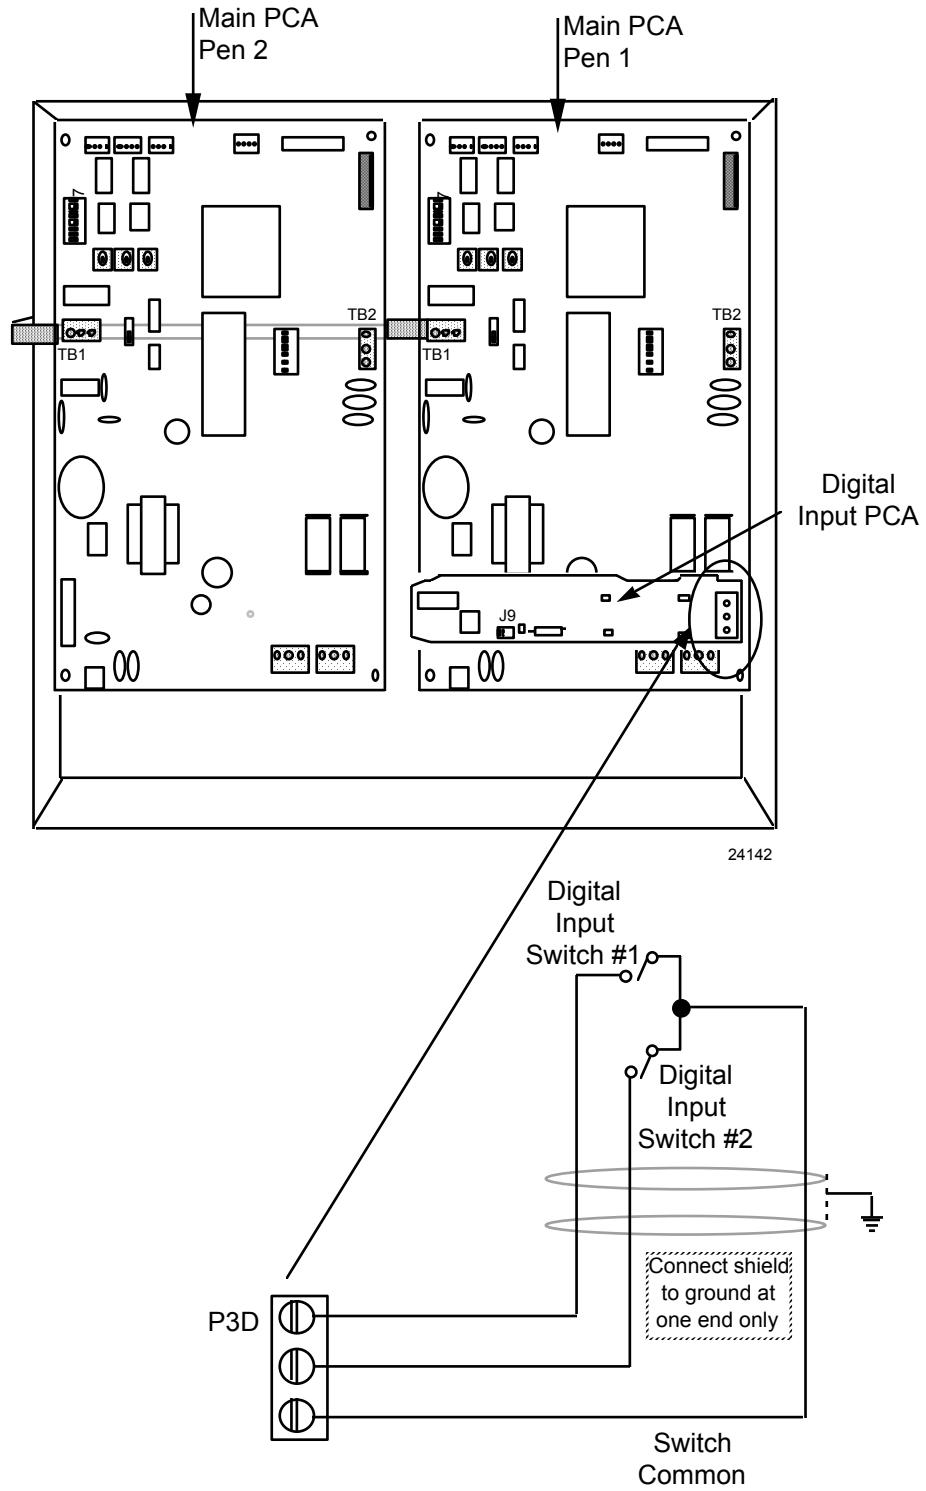 Main PCA
Pen 2
Main PCA
Pen 1
7
7
TB2
TB2
TB1
TB1
Digital
Input PCA
J9
24142
Digital
Input
Switch #1
Digital
Input
Switch #2
Connect shield
to ground at
one end only
P3D
Switch
Common